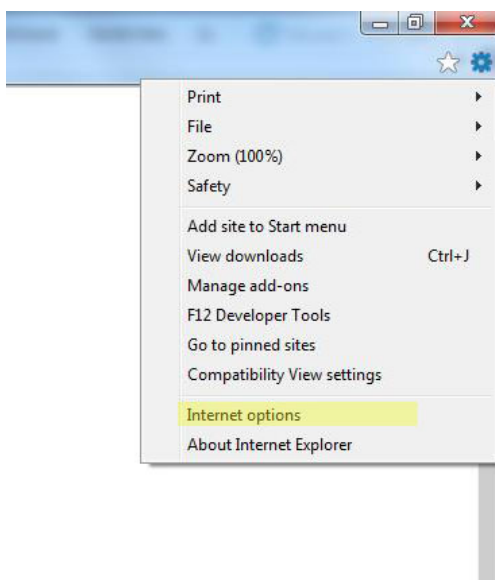 Print
File
Zoom (100%)
Safety
Add site to Start menu
View downloads Ctrl+J
Manage add-ons
F12 Developer Tools
Go to pinned sites
Compatibility View settings
Internet options
About Internet Explorer